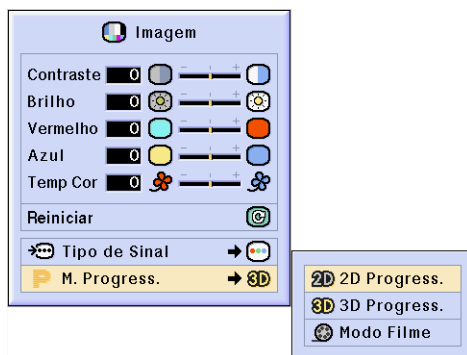 Imagem
Contraste 0 - +
Brilho 0 - +
Vermelho 0 - +
Azul 0 - +
Temp Cor 0 - +
Reiniciar
Tipo de Sinal
P M. Progress. 3D
2D 2D Progress.
3D 3D Progress.
Modo Filme